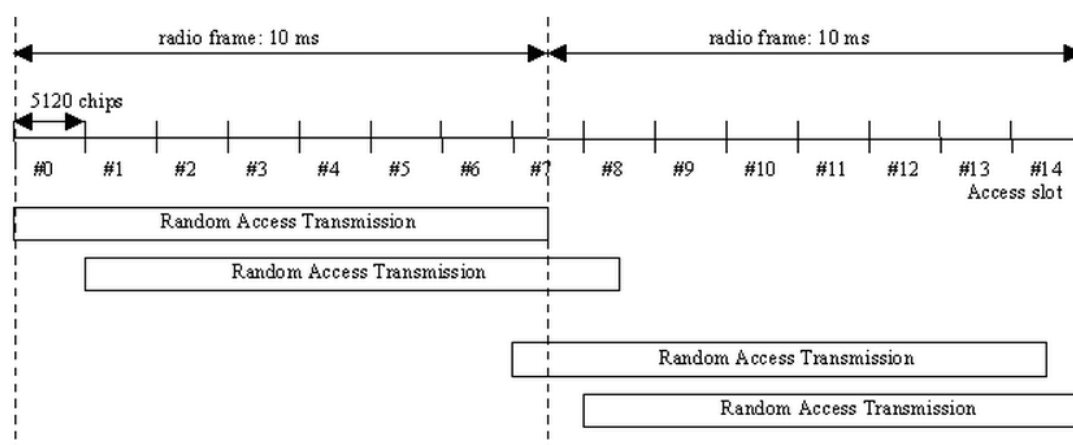 radio frame: 10 ms radio frame: 10 ms
5120 chips
#0 #1 #2 #3 #4 #5 #6 #7 #8 #9 #10 #11 #12 #13 #14
Access slot
Random Access Transmission
Random Access Transmission
Random Access Transmission
Random Access Transmission